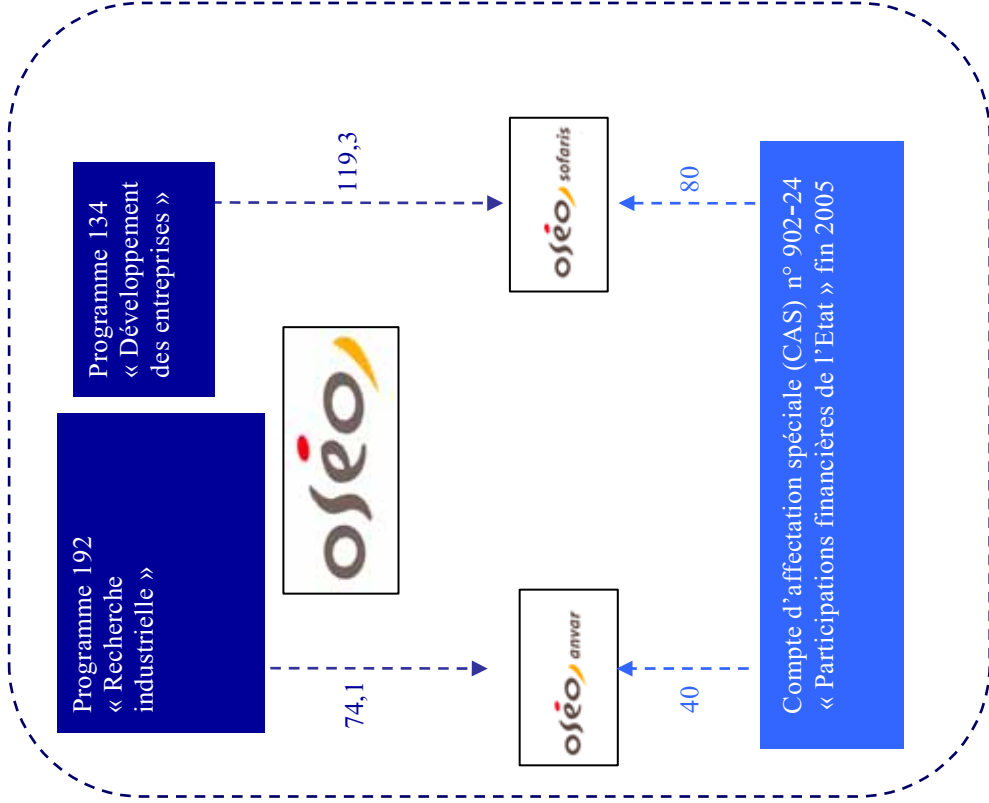 Programme 192
« Recherche
industrielle »
Programme 134
« Développement
des entreprises »
oséo
74,1
119,3
oséo anvar
oséo sofaris
40
80
Compte d'affectation spéciale (CAS) n° 902-24
« Participations financières de l'Etat » fin 2005